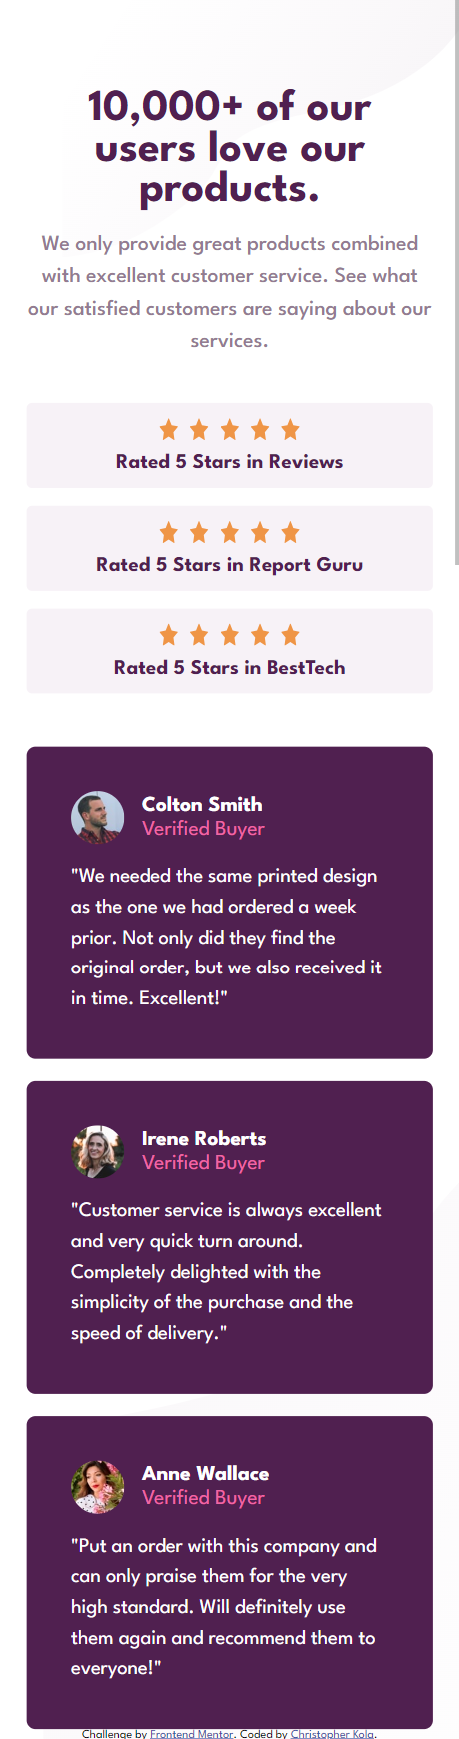 10,000+ of our
users love our
products.
We only provide great products combined
with excellent customer service. See what
our satisfied customers are saying about our
services.
Rated 5 Stars in Reviews
Rated 5 Stars in Report Guru
Rated 5 Stars in BestTech
Colton Smith
Verified Buyer
"We needed the same printed design
as the one we had ordered a week
prior. Not only did they find the
original order, but we also received it
in time. Excellent!"
Irene Roberts
Verified Buyer
"Customer service is always excellent
and very quick turn around.
Completely delighted with the
simplicity of the purchase and the
speed of delivery."
Anne Wallace
Verified Buyer
"Put an order with this company and
can only praise them for the very
high standard. Will definitely use
them again and recommend them to
everyone!"
Challenge by Frontend Mentor. Coded by Christopher Kola.